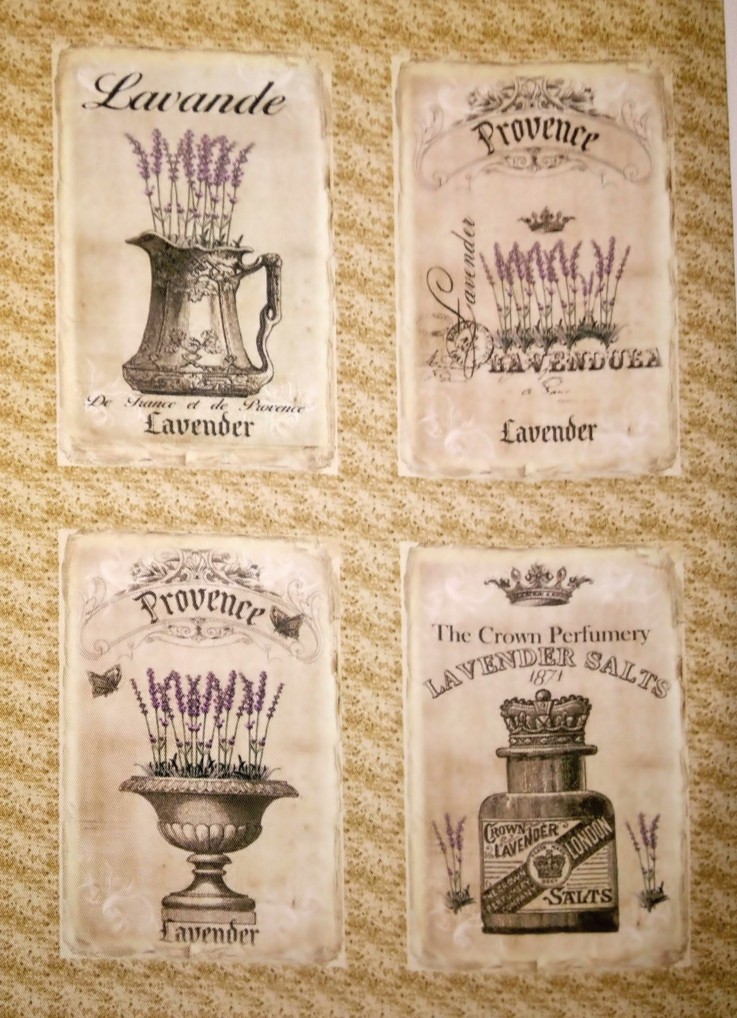 Lavande
De France et de Provence
Lavender
Provence
Lavender
LAVENDULA
Lavender
Provence
Lavender
The Crown Perfumery
LAVENDER SALTS
1871
CROWN
LAVENDER
LONDON
SALTS